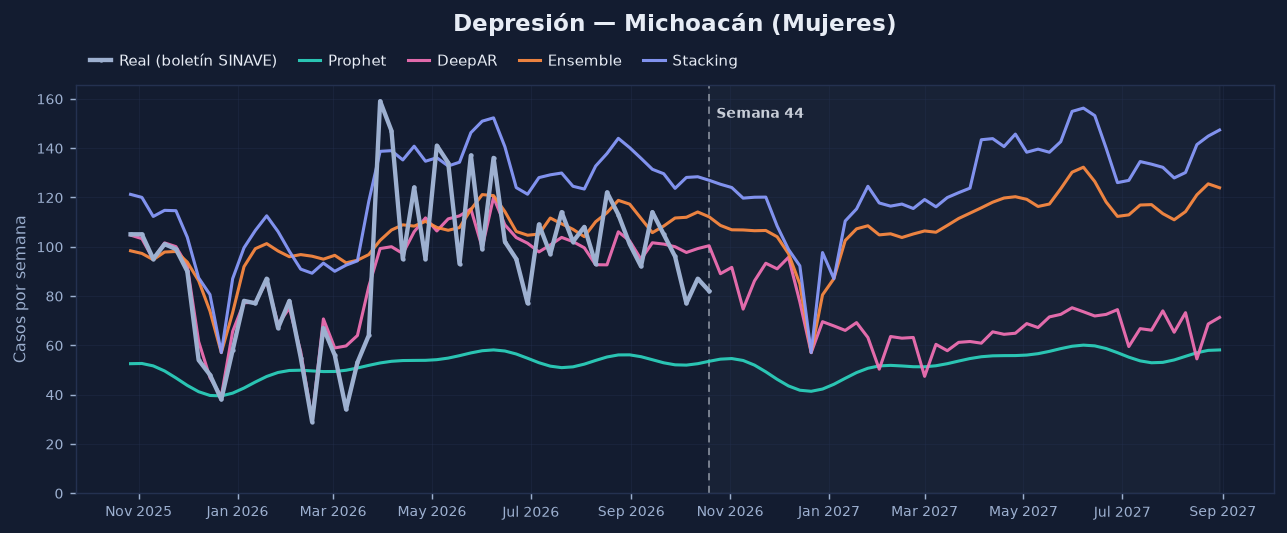 Depresión — Michoacán (Mujeres)
Real (boletín SINAVE) Prophet DeepAR Ensemble Stacking
Semana 44
Casos por semana
160
140
120
100
80
60
40
20
0
Nov 2025 Jan 2026 Mar 2026 May 2026 Jul 2026 Sep 2026 Nov 2026 Jan 2027 Mar 2027 May 2027 Jul 2027 Sep 2027